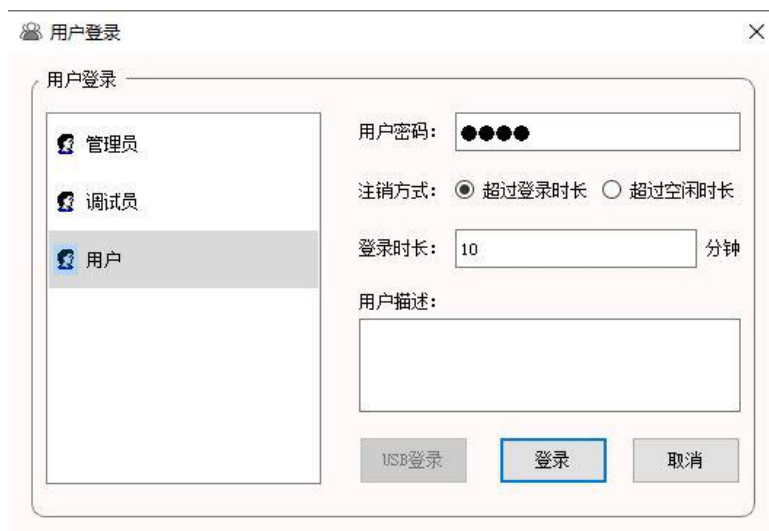 用户登录
用户登录
管理员
调试员
用户
用户密码：●●●●
注销方式：超过登录时长 超过空闲时长
登录时长：10 分钟
用户描述：
USB登录 登录 取消